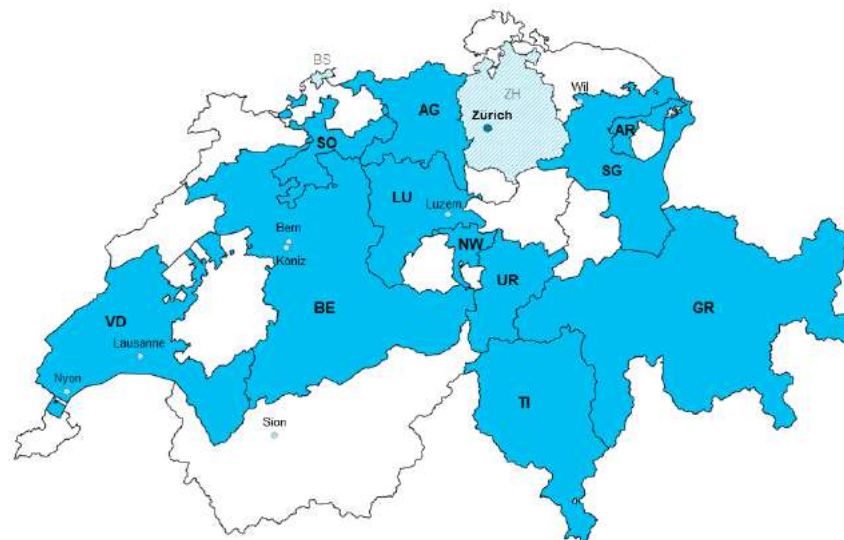 BS
ZH
Wil
AG
Zürich
AR
SO
SG
LU
Luzern
Bern
NW
Köniz
UR
GR
BE
VD
Lausanne
Nyon
TI
Sion